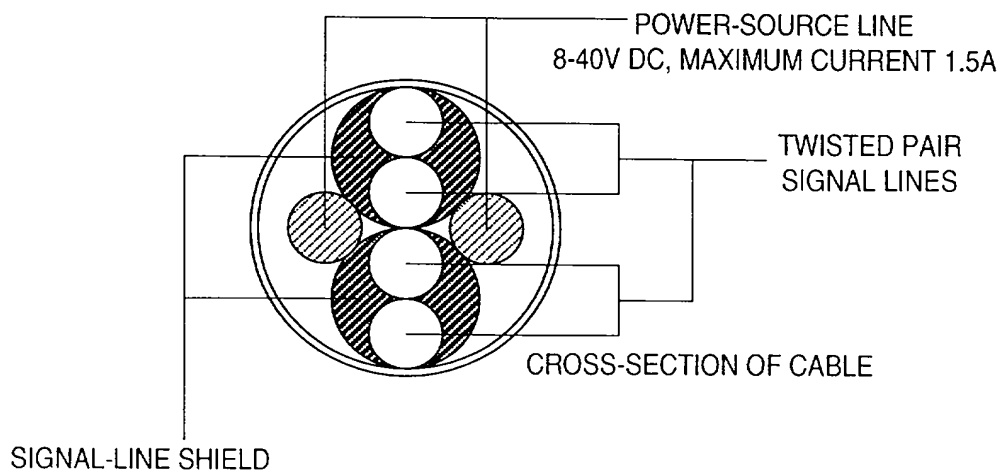 POWER-SOURCE LINE
8-40V DC, MAXIMUM CURRENT 1.5A
TWISTED PAIR
SIGNAL LINES
CROSS-SECTION OF CABLE
SIGNAL-LINE SHIELD